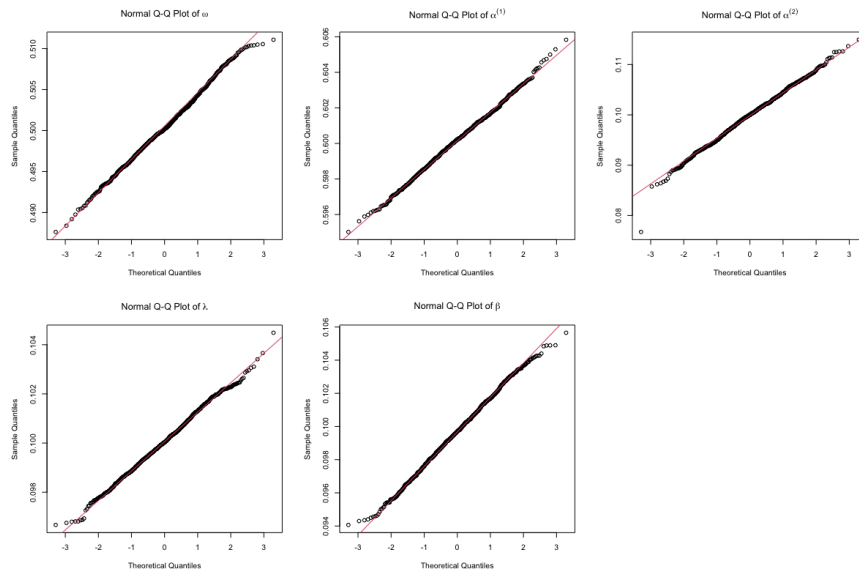 Normal Q-Q Plot of ω
Normal Q-Q Plot of α(1)
Normal Q-Q Plot of α(2)
Sample Quantiles
0.490 0.495 0.500 0.505 0.510
Sample Quantiles
0.596 0.598 0.600 0.602 0.604 0.606
Sample Quantiles
0.08 0.09 0.10 0.11
-3 -2 -1 0 1 2 3
-3 -2 -1 0 1 2 3
-3 -2 -1 0 1 2 3
Theoretical Quantiles
Theoretical Quantiles
Theoretical Quantiles
Normal Q-Q Plot of λ
Normal Q-Q Plot of β
Sample Quantiles
0.098 0.100 0.102 0.104
Sample Quantiles
0.094 0.096 0.098 0.100 0.102 0.104 0.106
-3 -2 -1 0 1 2 3
-3 -2 -1 0 1 2 3
Theoretical Quantiles
Theoretical Quantiles